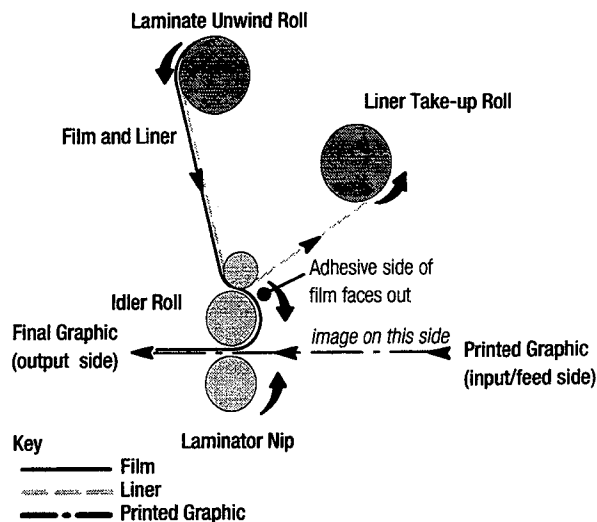 Laminate Unwind Roll
Liner Take-up Roll
Film and Liner
Adhesive side of
film faces out
Idler Roll
Final Graphic
(output side)
image on this side
Printed Graphic
(input/feed side)
Laminator Nip
Key
Film
Liner
Printed Graphic